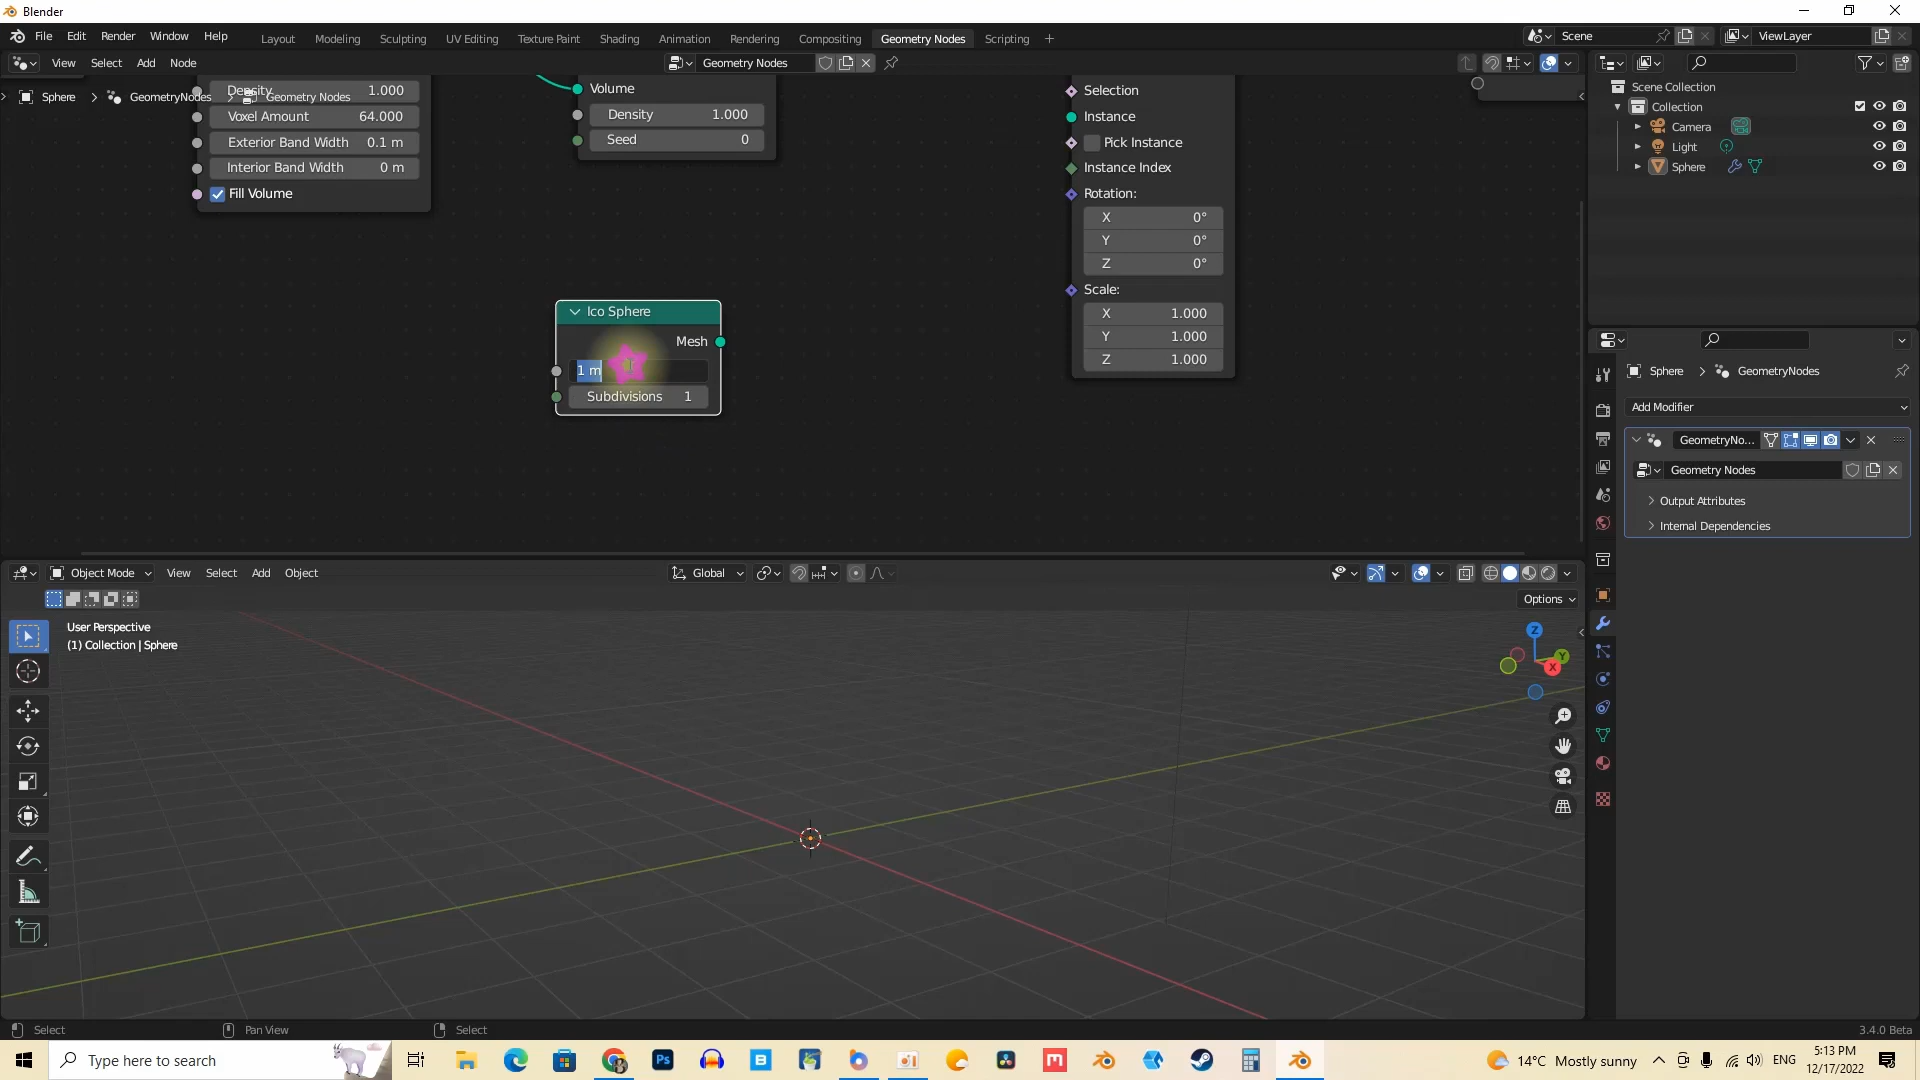 Blender
File Edit Render Window Help
Layout Modeling Sculpting UV Editing Texture Paint Shading Animation Rendering Compositing Geometry Nodes Scripting
Scene
ViewLayer
View Select Add Node
Geometry Nodes
Sphere > GeometryNodes > Geometry Nodes
Density 1.000
Voxel Amount 64.000
Exterior Band Width 0.1 m
Interior Band Width 0 m
Fill Volume
Volume
Density 1.000
Seed 0
Selection
Instance
Pick Instance
Instance Index
Rotation:
X 0°
Y 0°
Z 0°
Scale:
X 1.000
Y 1.000
Z 1.000
Ico Sphere
Mesh
1 m
Subdivisions 1
Scene Collection
Collection
Camera
Light
Sphere
Sphere > GeometryNodes
Add Modifier
GeometryNo...
Geometry Nodes
Output Attributes
Internal Dependencies
Object Mode View Select Add Object
Global
Options
User Perspective
(1) Collection | Sphere
Z
Y
X
Select Pan View Select
3.4.0 Beta
Type here to search
Ps
B
14°C Mostly sunny
ENG
5:13 PM
12/17/2022